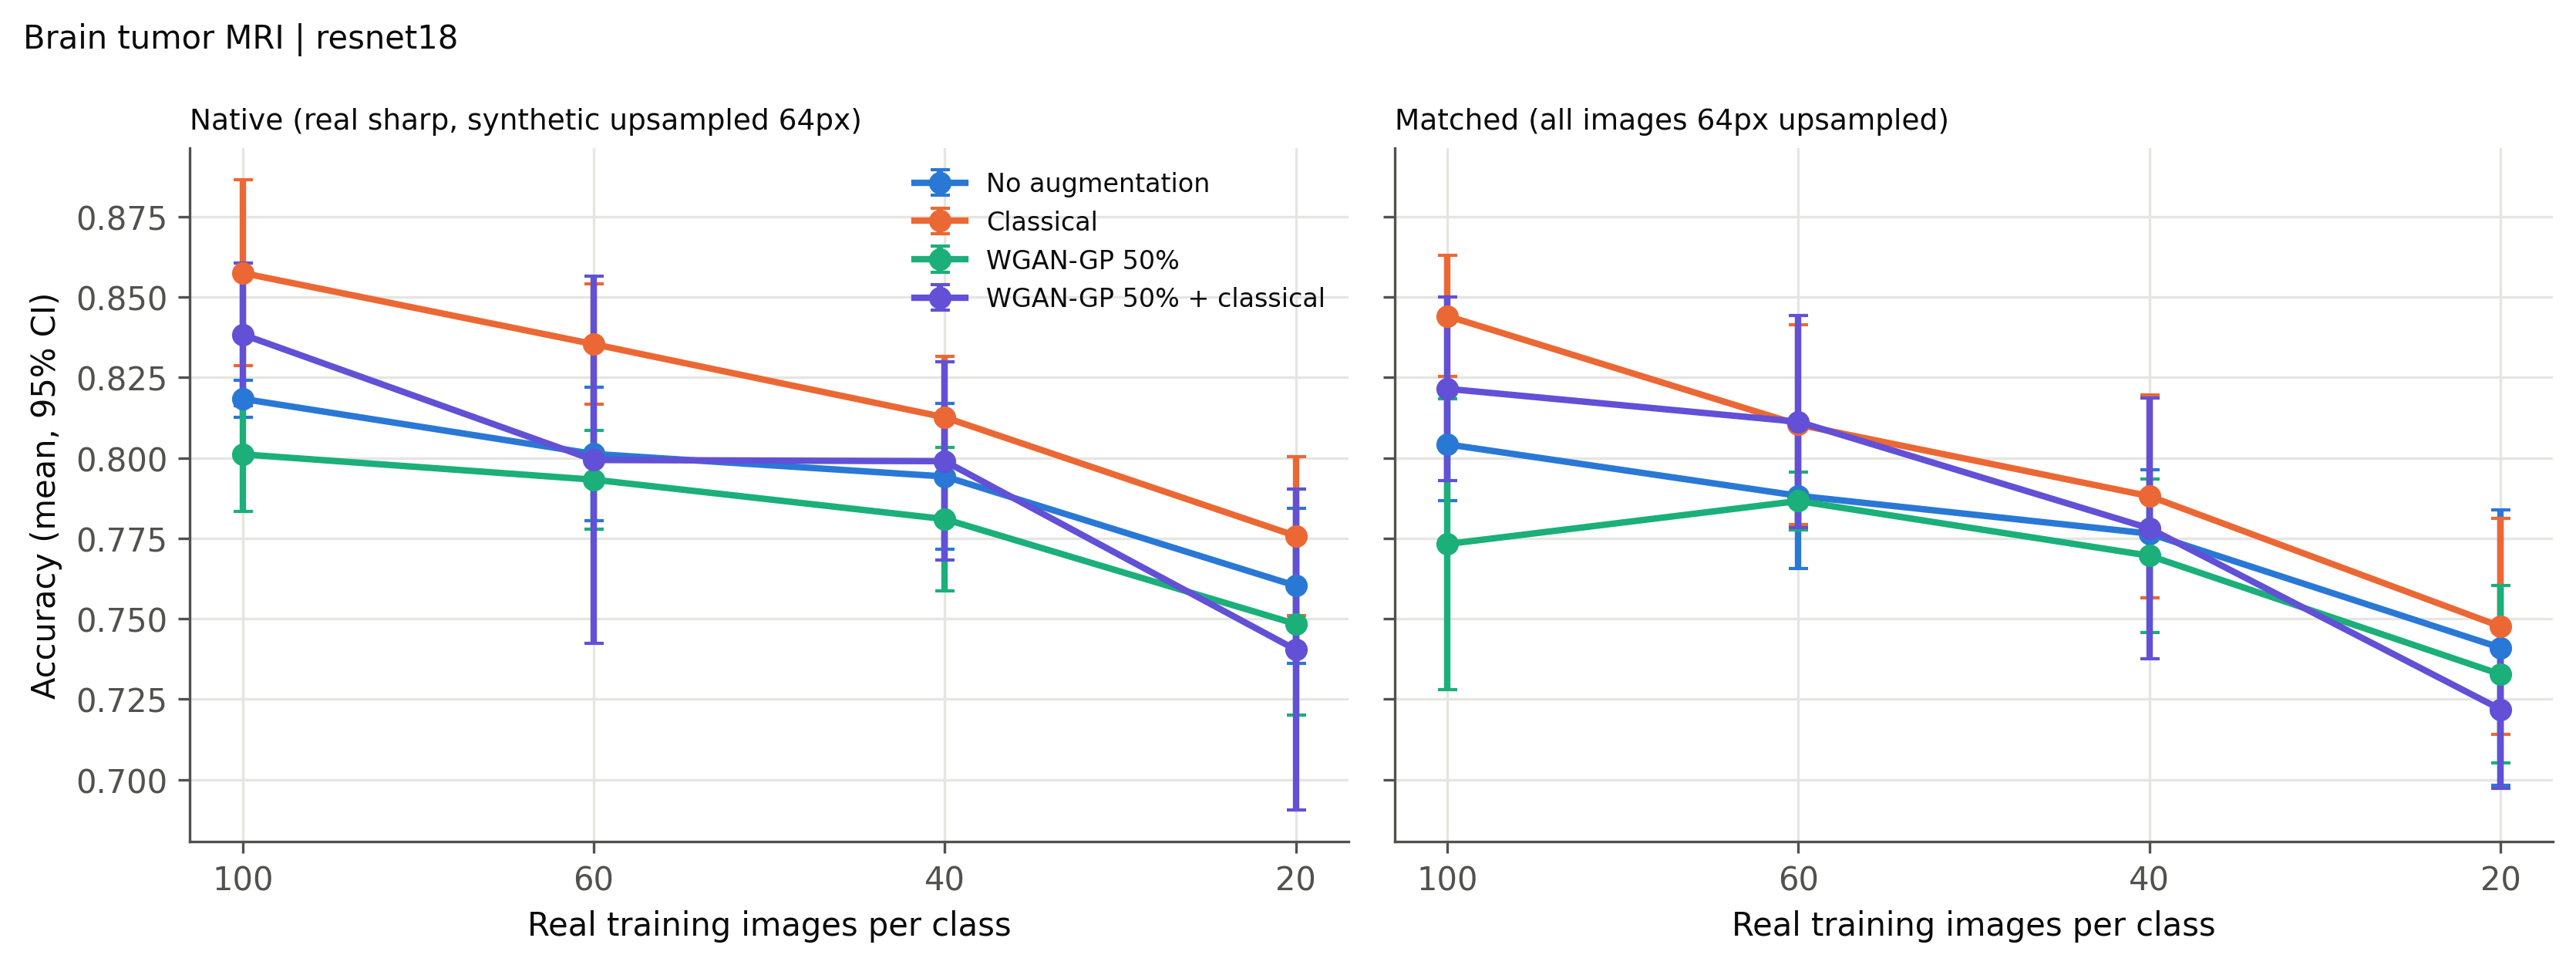 Brain tumor MRI | resnet18
Native (real sharp, synthetic upsampled 64px)
No augmentation
Classical
WGAN-GP 50%
WGAN-GP 50% + classical
Accuracy (mean, 95% CI)
0.875
0.850
0.825
0.800
0.775
0.750
0.725
0.700
100
60
40
20
Real training images per class
Matched (all images 64px upsampled)
100
60
40
20
Real training images per class